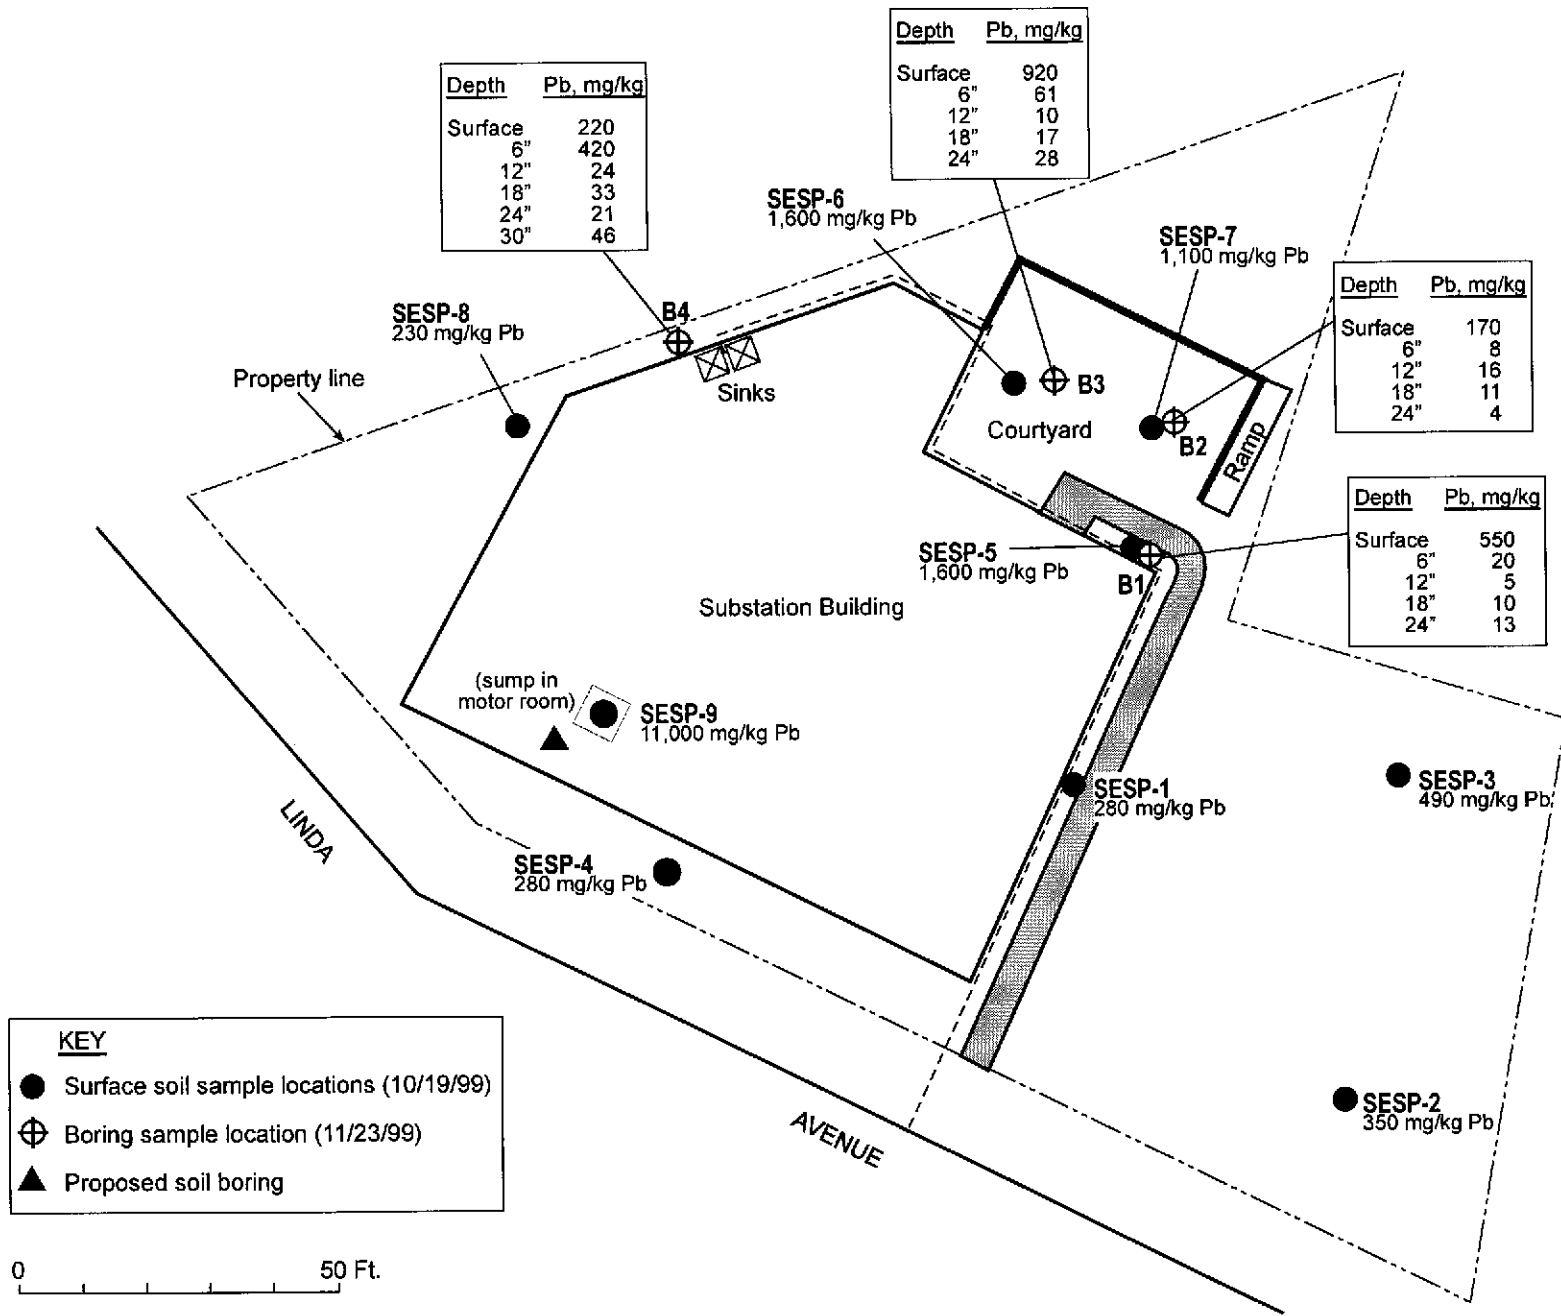 Depth Pb, mg/kg
Surface 920
6" 61
12" 10
18" 17
24" 28
Depth Pb, mg/kg
Surface 220
6" 420
12" 24
18" 33
24" 21
30" 46
SESP-6
1,600 mg/kg Pb
SESP-7
1,100 mg/kg Pb
Depth Pb, mg/kg
Surface 170
6" 8
12" 16
18" 11
24" 4
SESP-8
230 mg/kg Pb
B4
Property line
Sinks
B3
Courtyard
B2
Ramp
Depth Pb, mg/kg
Surface 550
6" 20
12" 5
18" 10
24" 13
SESP-5
1,600 mg/kg Pb
B1
Substation Building
(sump in
motor room)
SESP-9
11,000 mg/kg Pb
SESP-1
280 mg/kg Pb
SESP-3
490 mg/kg Pb
LINDA
SESP-4
280 mg/kg Pb
SESP-2
350 mg/kg Pb
AVENUE
KEY
Surface soil sample locations (10/19/99)
Boring sample location (11/23/99)
Proposed soil boring
0 50 Ft.